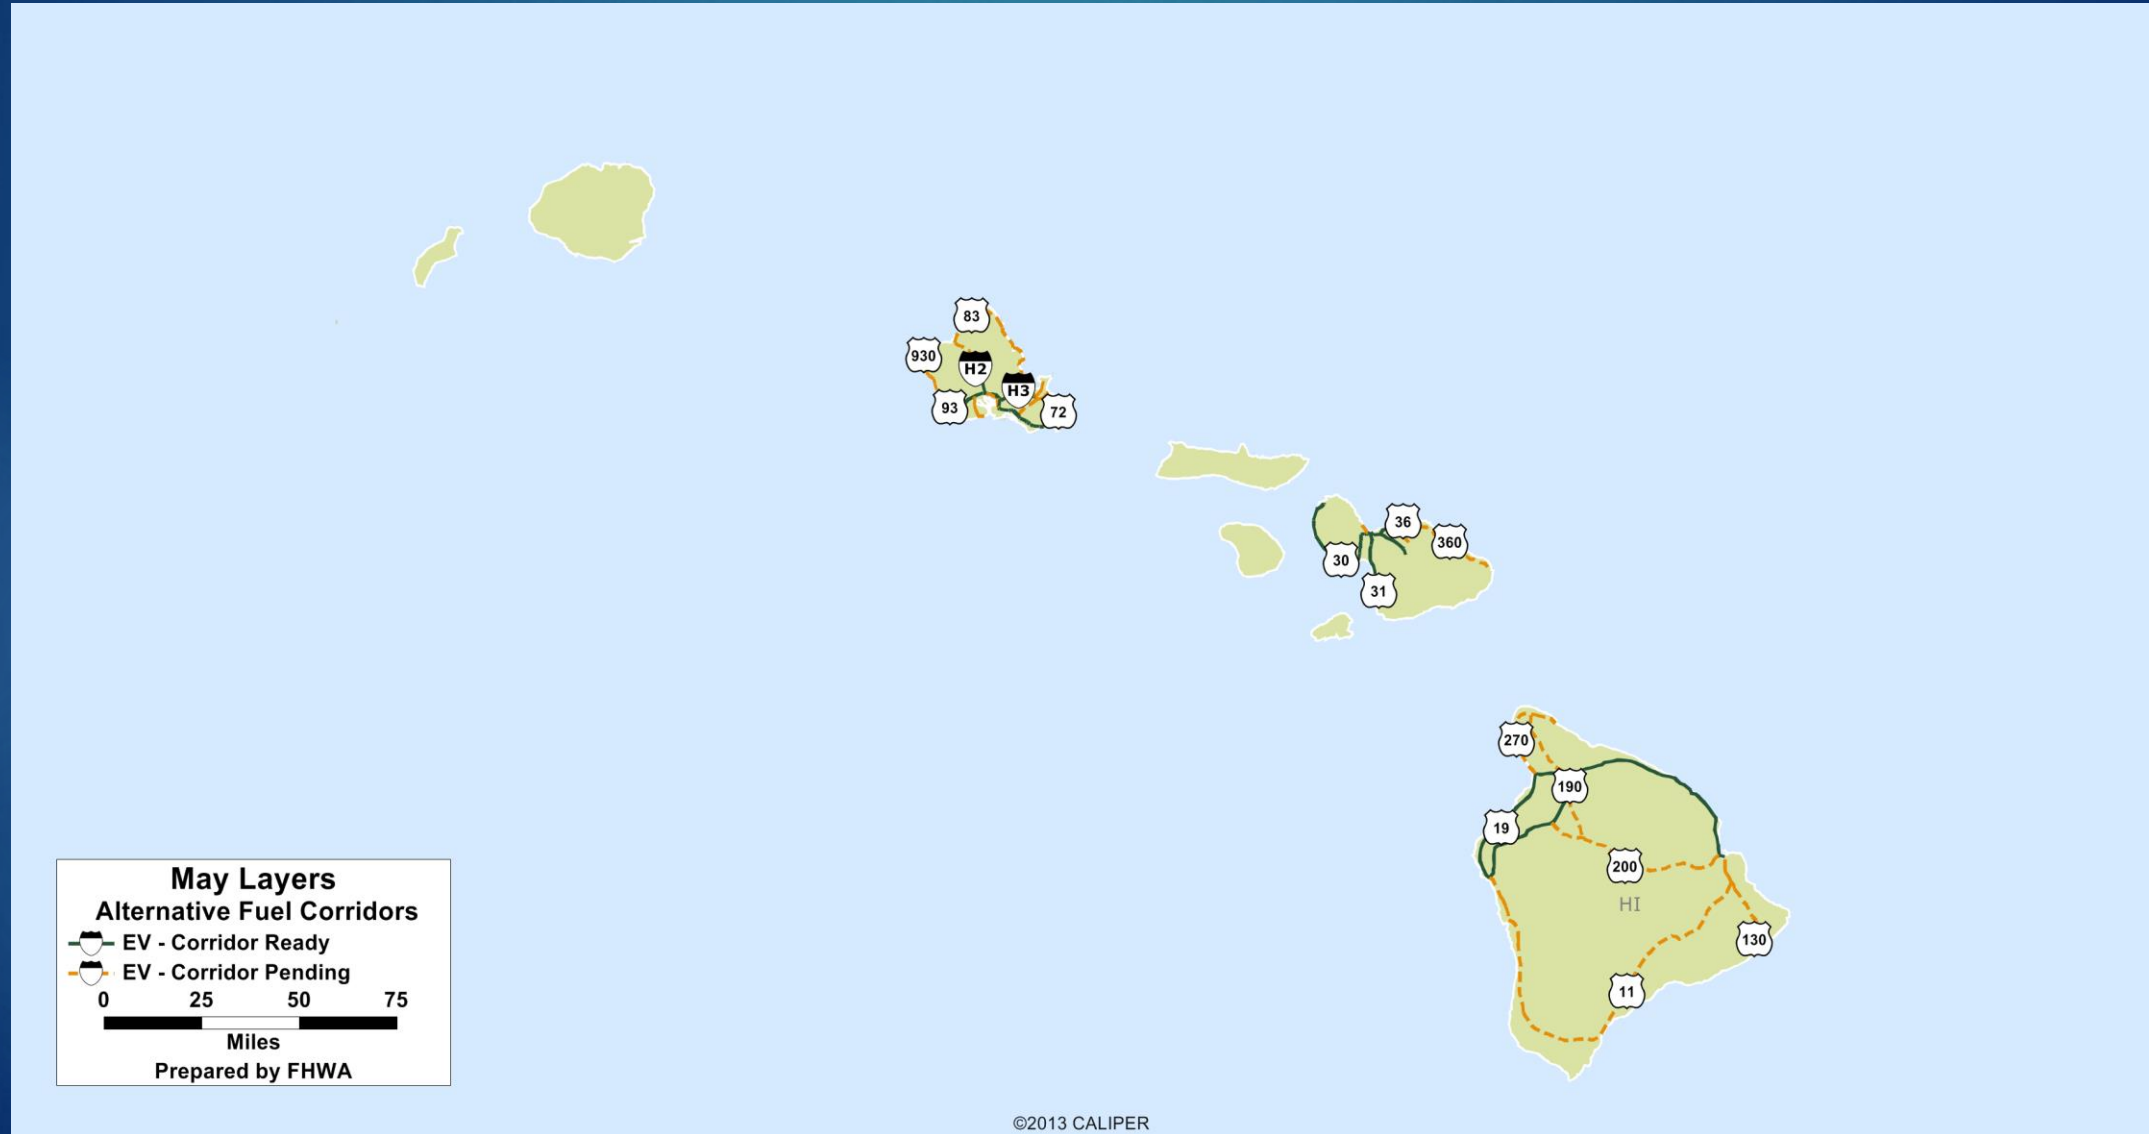 83
930
H2
H3
93
72
36
360
30
31
270
190
19
200
HI
130
11
May Layers
Alternative Fuel Corridors
EV - Corridor Ready
EV - Corridor Pending
0 25 50 75
Miles
Prepared by FHWA
©2013 CALIPER